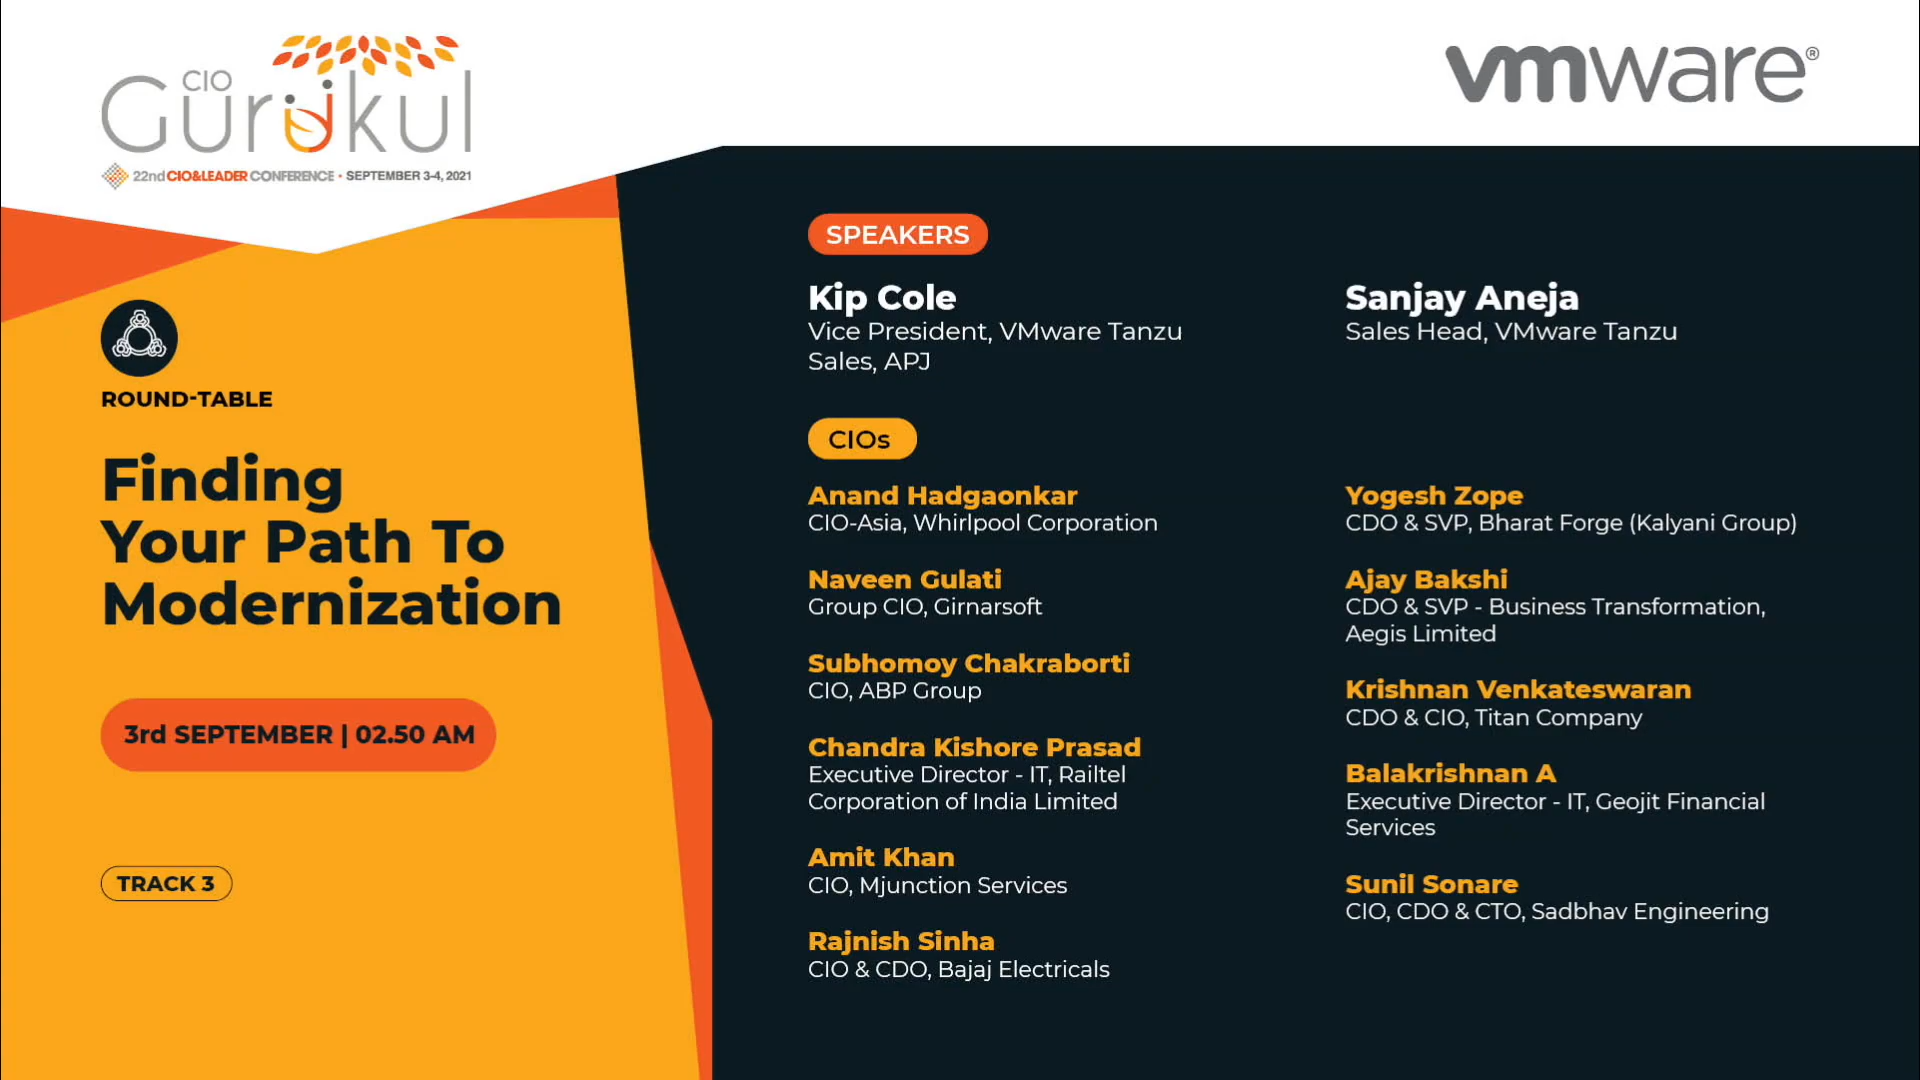 CIO
Gurukul
22nd CIO&LEADER CONFERENCE • SEPTEMBER 3-4, 2021
vmware®
ROUND-TABLE
Finding
Your Path To
Modernization
3rd SEPTEMBER | 02.50 AM
TRACK 3
SPEAKERS
Kip Cole
Vice President, VMware Tanzu
Sales, APJ
Sanjay Aneja
Sales Head, VMware Tanzu
CIOs
Anand Hadgaonkar
CIO-Asia, Whirlpool Corporation
Naveen Gulati
Group CIO, Girnarsoft
Subhomoy Chakraborti
CIO, ABP Group
Chandra Kishore Prasad
Executive Director - IT, Railtel
Corporation of India Limited
Amit Khan
CIO, Mjunction Services
Rajnish Sinha
CIO & CDO, Bajaj Electricals
Yogesh Zope
CDO & SVP, Bharat Forge (Kalyani Group)
Ajay Bakshi
CDO & SVP - Business Transformation,
Aegis Limited
Krishnan Venkateswaran
CDO & CIO, Titan Company
Balakrishnan A
Executive Director - IT, Geojit Financial
Services
Sunil Sonare
CIO, CDO & CTO, Sadbhav Engineering